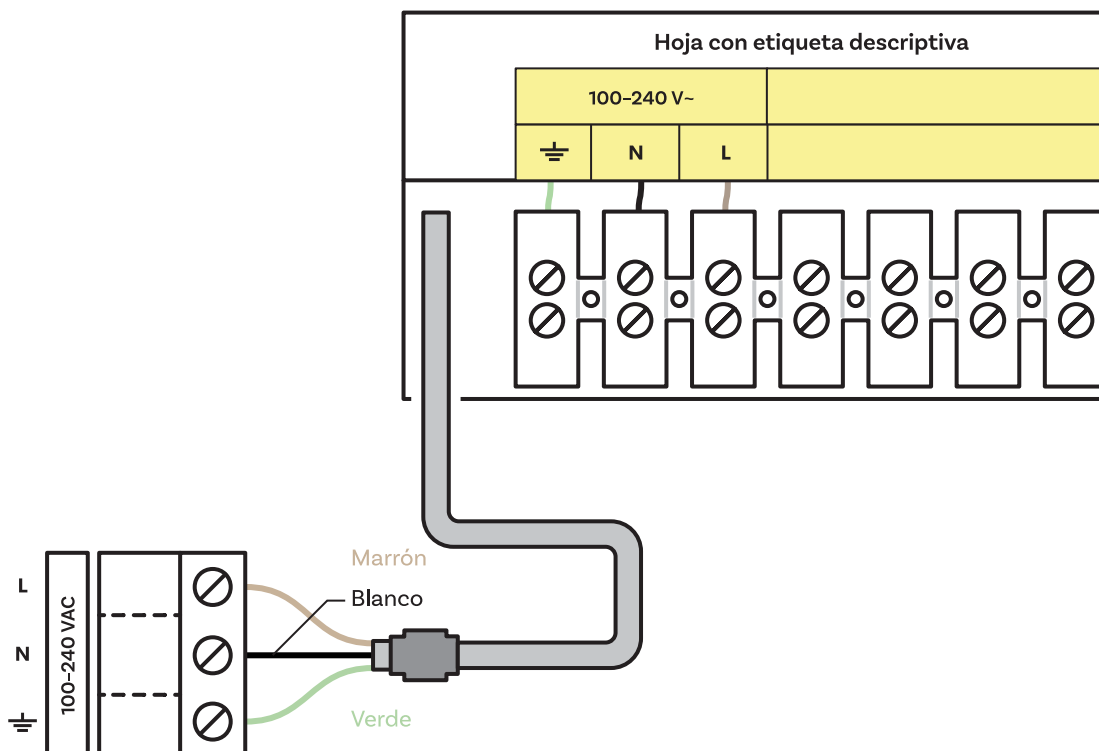 Hoja con etiqueta descriptiva
100–240 V~
N
L
Marrón
Blanco
Verde
L
N
100–240 VAC